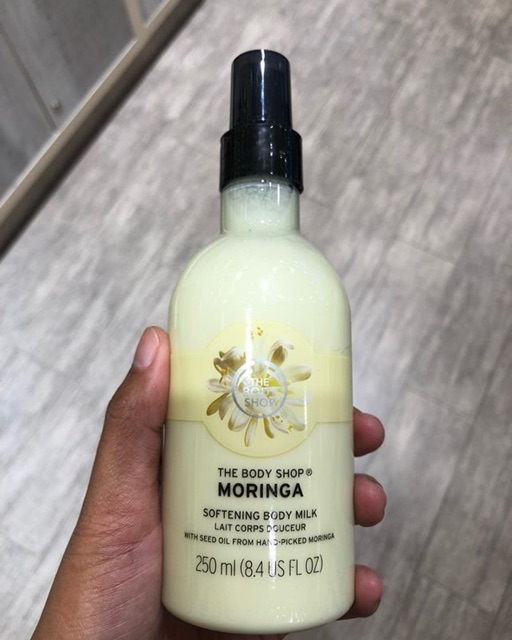 THE
BODY
SHOP
THE BODY SHOP®
MORINGA
SOFTENING BODY MILK
LAIT CORPS DOUCEUR
WITH SEED OIL FROM HAND-PICKED MORINGA
250 ml (8.4 US FL OZ)